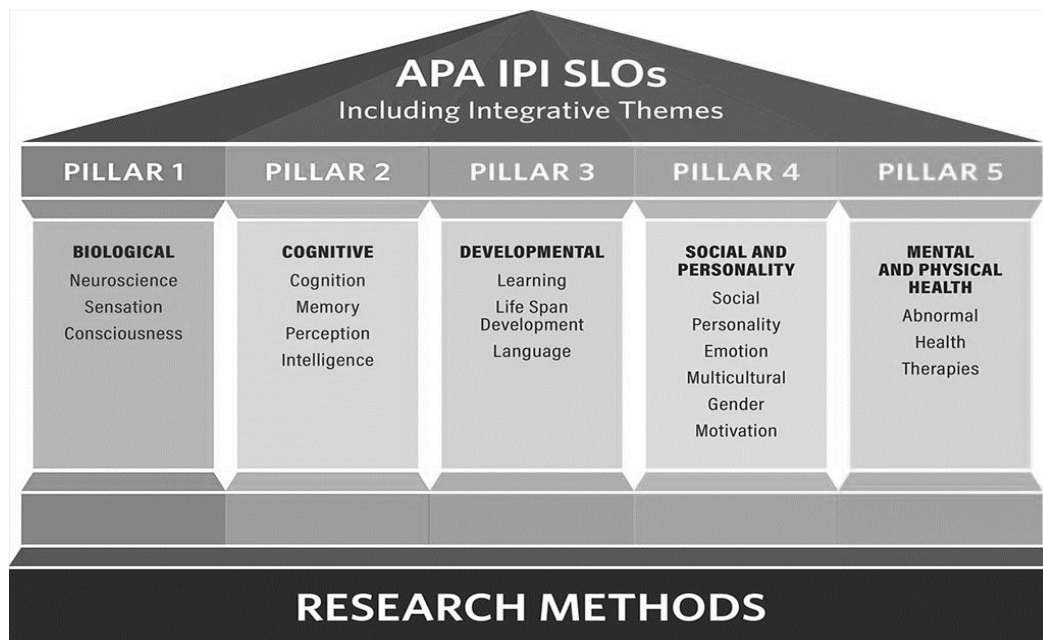 APA IPI SLOs
Including Integrative Themes
PILLAR 1
PILLAR 2
PILLAR 3
PILLAR 4
PILLAR 5
BIOLOGICAL
Neuroscience
Sensation
Consciousness
COGNITIVE
Cognition
Memory
Perception
Intelligence
DEVELOPMENTAL
Learning
Life Span
Development
Language
SOCIAL AND
PERSONALITY
Social
Personality
Emotion
Multicultural
Gender
Motivation
MENTAL
AND PHYSICAL
HEALTH
Abnormal
Health
Therapies
RESEARCH METHODS